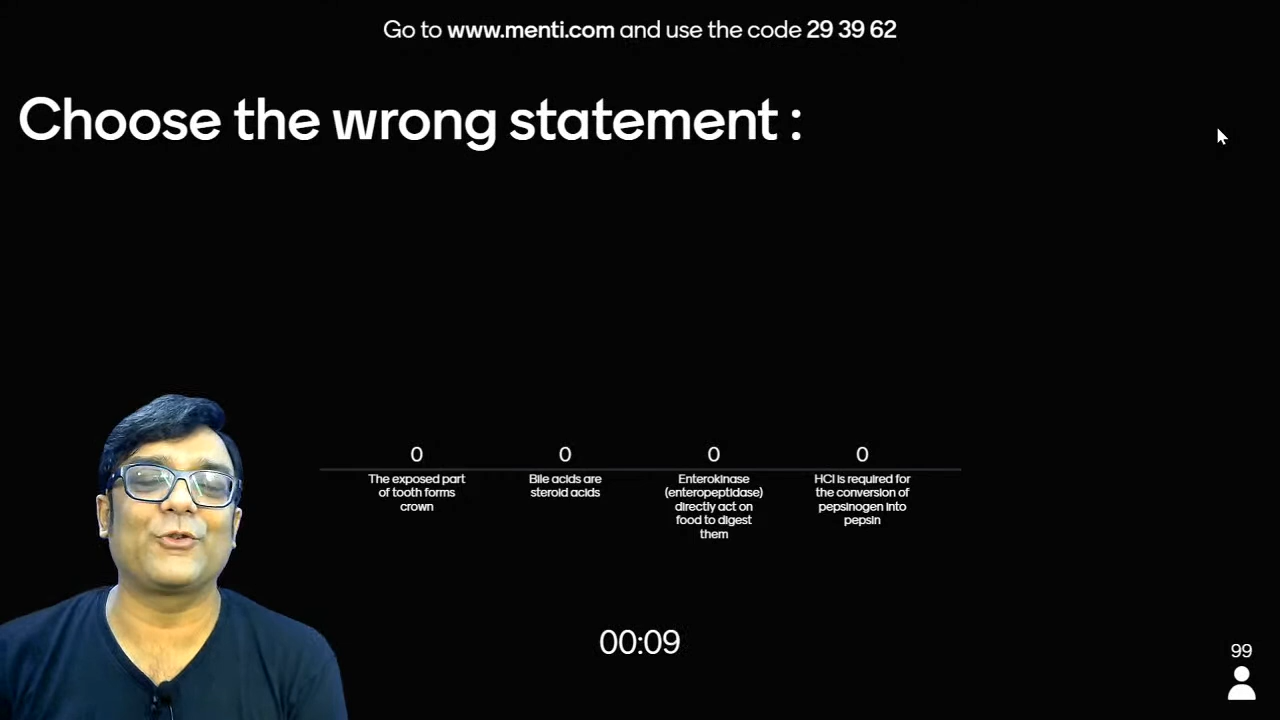 Go to www.menti.com and use the code 29 39 62
Choose the wrong statement :
0
The exposed part
of tooth forms
crown
0
Bile acids are
steroid acids
0
Enterokinase
(enteropeptidase)
directly act on
food to digest
them
0
HCl is required for
the conversion of
pepsinogen into
pepsin
00:09
99